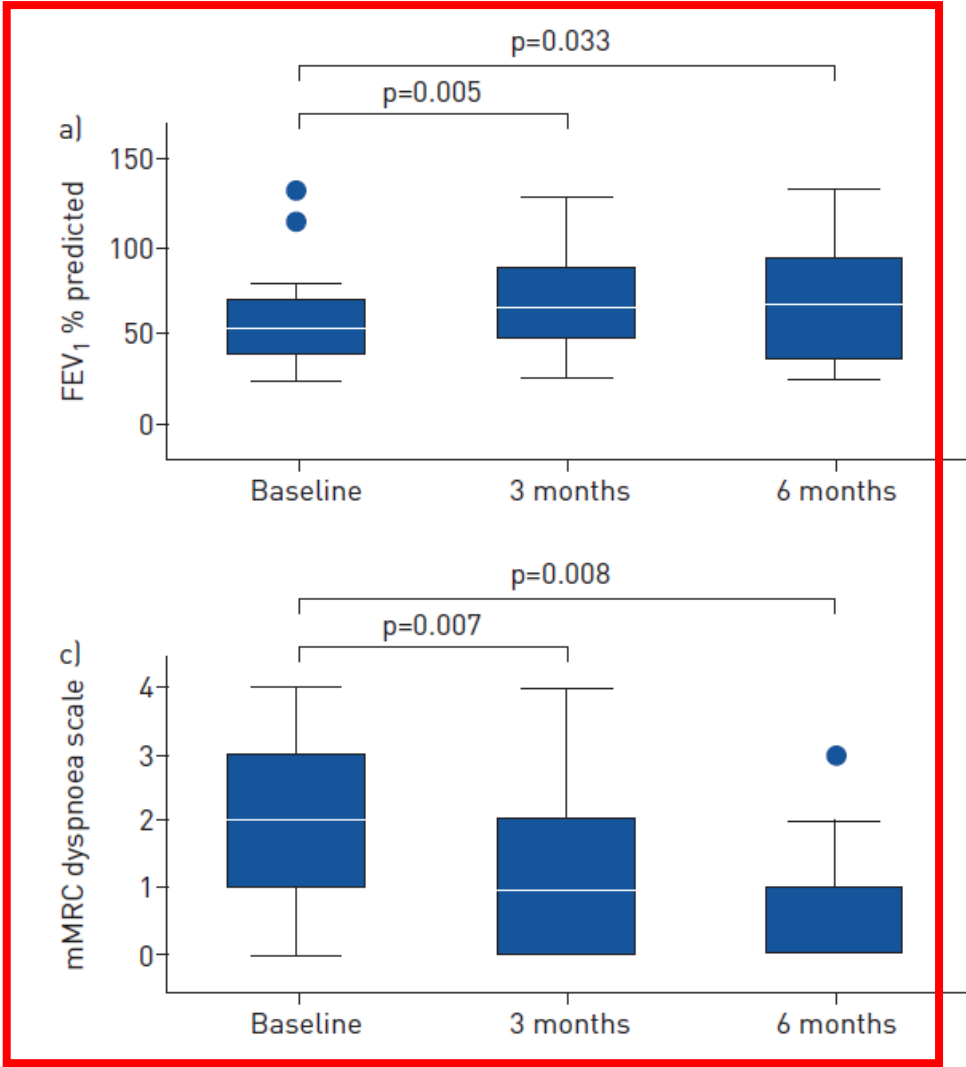 p=0.033
p=0.005
a)
FEV₁ % predicted
150
100
50
0
Baseline 3 months 6 months
p=0.008
p=0.007
c)
mMRC dyspnoea scale
4
3
2
1
0
Baseline 3 months 6 months